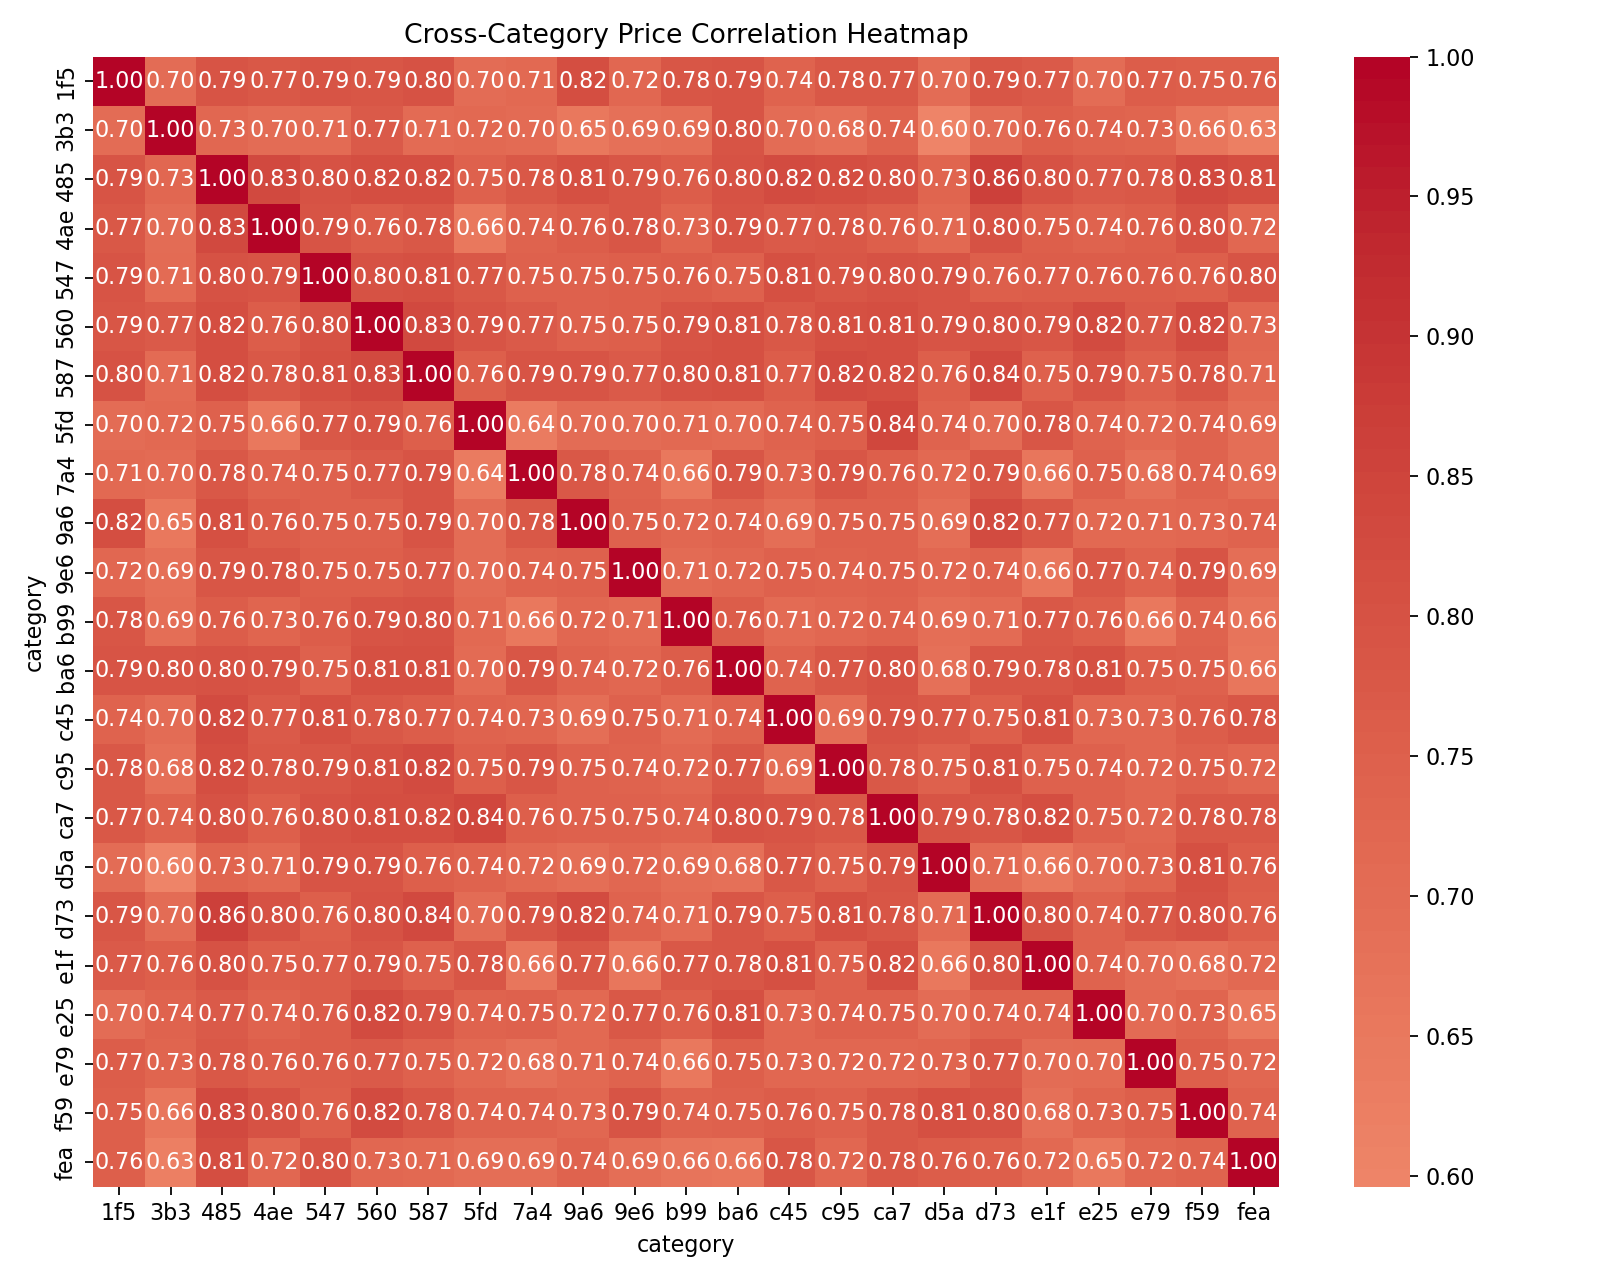 Cross-Category Price Correlation Heatmap
1f5 1.00 0.70 0.79 0.77 0.79 0.79 0.80 0.70 0.71 0.82 0.72 0.78 0.79 0.74 0.78 0.77 0.70 0.79 0.77 0.70 0.77 0.75 0.76
3b3 0.70 1.00 0.73 0.70 0.71 0.77 0.71 0.72 0.70 0.65 0.69 0.69 0.80 0.70 0.68 0.74 0.60 0.70 0.76 0.74 0.73 0.66 0.63
485 0.79 0.73 1.00 0.83 0.80 0.82 0.82 0.75 0.78 0.81 0.79 0.76 0.80 0.82 0.82 0.80 0.73 0.86 0.80 0.77 0.78 0.83 0.81
4ae 0.77 0.70 0.83 1.00 0.79 0.76 0.78 0.66 0.74 0.76 0.78 0.73 0.79 0.77 0.78 0.76 0.71 0.80 0.75 0.74 0.76 0.80 0.72
547 0.79 0.71 0.80 0.79 1.00 0.80 0.81 0.77 0.75 0.75 0.75 0.76 0.75 0.81 0.79 0.80 0.79 0.76 0.77 0.76 0.76 0.76 0.80
560 0.79 0.77 0.82 0.76 0.80 1.00 0.83 0.79 0.77 0.75 0.75 0.79 0.81 0.78 0.81 0.81 0.79 0.80 0.79 0.82 0.77 0.82 0.73
587 0.80 0.71 0.82 0.78 0.81 0.83 1.00 0.76 0.79 0.79 0.77 0.80 0.81 0.77 0.82 0.82 0.76 0.84 0.75 0.79 0.75 0.78 0.71
5fd 0.70 0.72 0.75 0.66 0.77 0.79 0.76 1.00 0.64 0.70 0.70 0.71 0.70 0.74 0.75 0.84 0.74 0.70 0.78 0.74 0.72 0.74 0.69
7a4 0.71 0.70 0.78 0.74 0.75 0.77 0.79 0.64 1.00 0.78 0.74 0.66 0.79 0.73 0.79 0.76 0.72 0.79 0.66 0.75 0.68 0.74 0.69
9a6 0.82 0.65 0.81 0.76 0.75 0.75 0.79 0.70 0.78 1.00 0.75 0.72 0.74 0.69 0.75 0.75 0.69 0.82 0.77 0.72 0.71 0.73 0.74
9e6 0.72 0.69 0.79 0.78 0.75 0.75 0.77 0.70 0.74 0.75 1.00 0.71 0.72 0.75 0.74 0.75 0.72 0.74 0.66 0.77 0.74 0.79 0.69
b99 0.78 0.69 0.76 0.73 0.76 0.79 0.80 0.71 0.66 0.72 0.71 1.00 0.76 0.71 0.72 0.74 0.69 0.71 0.77 0.76 0.66 0.74 0.66
ba6 0.79 0.80 0.80 0.79 0.75 0.81 0.81 0.70 0.79 0.74 0.72 0.76 1.00 0.74 0.77 0.80 0.68 0.79 0.78 0.81 0.75 0.75 0.66
c45 0.74 0.70 0.82 0.77 0.81 0.78 0.77 0.74 0.73 0.69 0.75 0.71 0.74 1.00 0.69 0.79 0.77 0.75 0.81 0.73 0.73 0.76 0.78
c95 0.78 0.68 0.82 0.78 0.79 0.81 0.82 0.75 0.79 0.75 0.74 0.72 0.77 0.69 1.00 0.78 0.75 0.81 0.75 0.74 0.72 0.75 0.72
ca7 0.77 0.74 0.80 0.76 0.80 0.81 0.82 0.84 0.76 0.75 0.75 0.74 0.80 0.79 0.78 1.00 0.79 0.78 0.82 0.75 0.72 0.78 0.78
d5a 0.70 0.60 0.73 0.71 0.79 0.79 0.76 0.74 0.72 0.69 0.72 0.69 0.68 0.77 0.75 0.79 1.00 0.71 0.66 0.70 0.73 0.81 0.76
d73 0.79 0.70 0.86 0.80 0.76 0.80 0.84 0.70 0.79 0.82 0.74 0.71 0.79 0.75 0.81 0.78 0.71 1.00 0.80 0.74 0.77 0.80 0.76
e1f 0.77 0.76 0.80 0.75 0.77 0.79 0.75 0.78 0.66 0.77 0.66 0.77 0.78 0.81 0.75 0.82 0.66 0.80 1.00 0.74 0.70 0.68 0.72
e25 0.70 0.74 0.77 0.74 0.76 0.82 0.79 0.74 0.75 0.72 0.77 0.76 0.81 0.73 0.74 0.75 0.70 0.74 0.74 1.00 0.70 0.73 0.65
e79 0.77 0.73 0.78 0.76 0.76 0.77 0.75 0.72 0.68 0.71 0.74 0.66 0.75 0.73 0.72 0.72 0.73 0.77 0.70 0.70 1.00 0.75 0.72
f59 0.75 0.66 0.83 0.80 0.76 0.82 0.78 0.74 0.74 0.73 0.79 0.74 0.75 0.76 0.75 0.78 0.81 0.80 0.68 0.73 0.75 1.00 0.74
fea 0.76 0.63 0.81 0.72 0.80 0.73 0.71 0.69 0.69 0.74 0.69 0.66 0.66 0.78 0.72 0.78 0.76 0.76 0.72 0.65 0.72 0.74 1.00
1f5 3b3 485 4ae 547 560 587 5fd 7a4 9a6 9e6 b99 ba6 c45 c95 ca7 d5a d73 e1f e25 e79 f59 fea
category
category
1.00
0.95
0.90
0.85
0.80
0.75
0.70
0.65
0.60